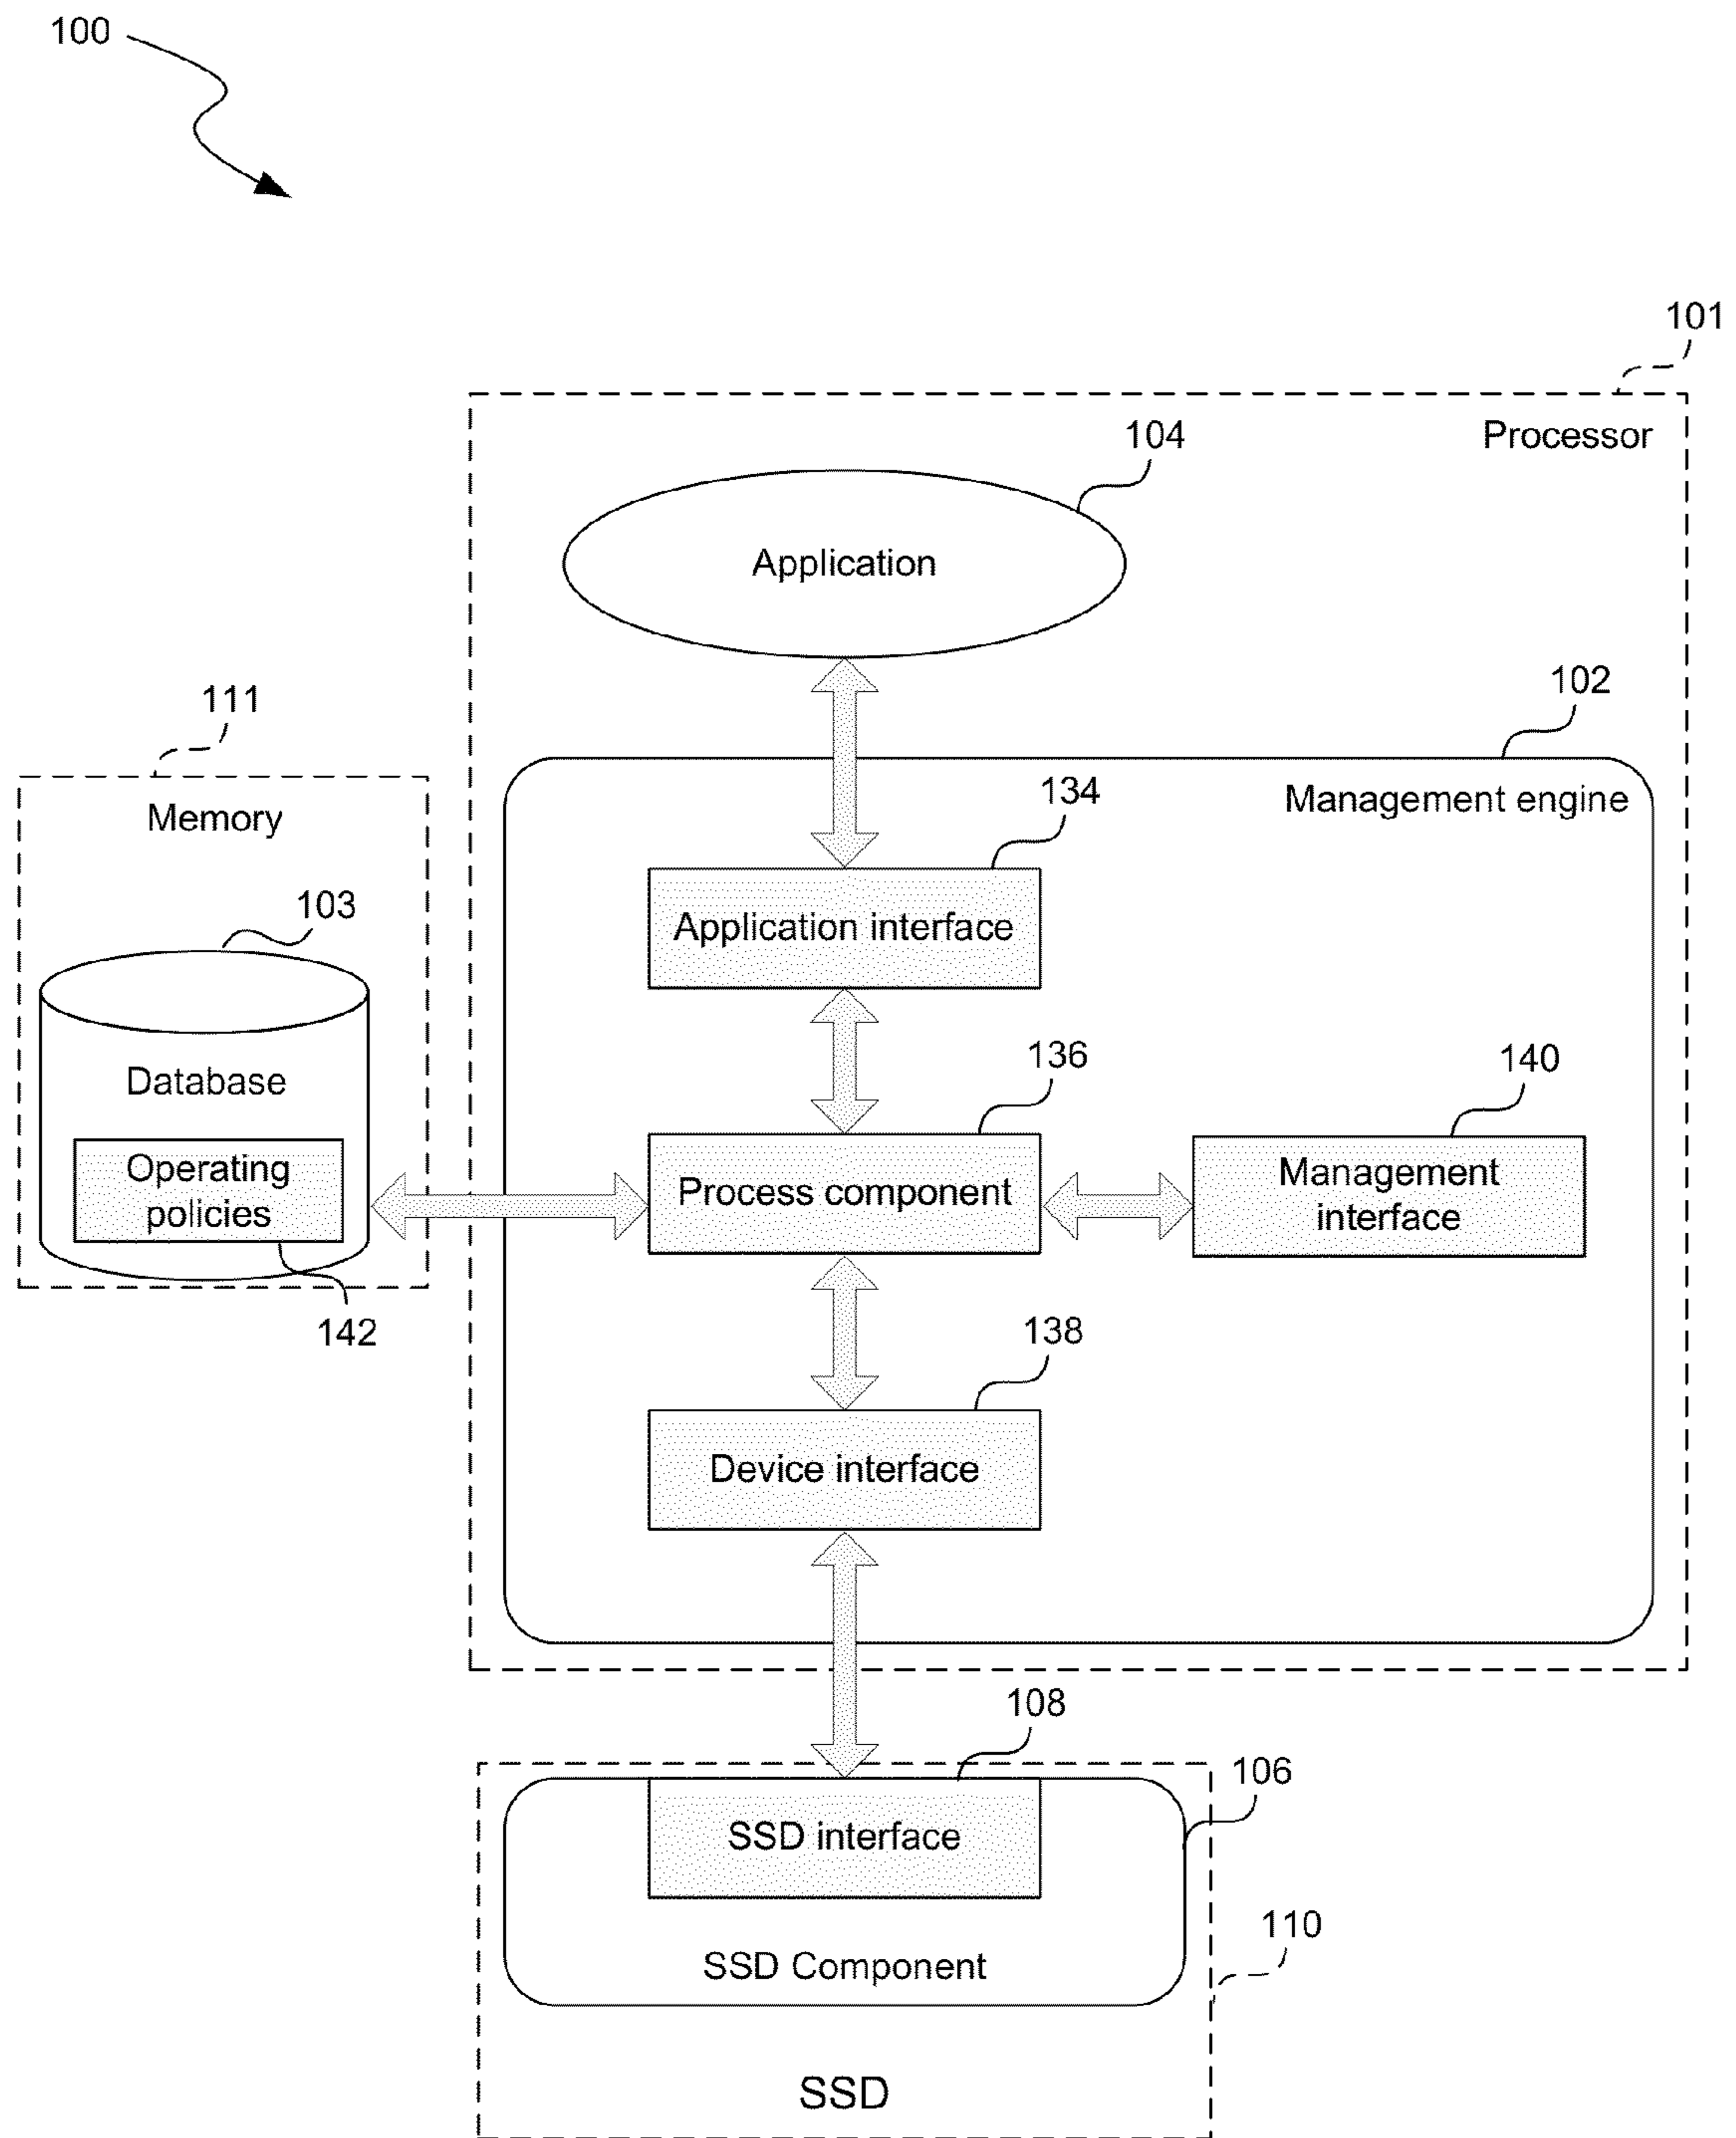 100
101
Processor
104
Application
102
111
Management engine
134
Memory
Application interface
103
136
140
Database
Operating
policies
Process component
Management
interface
142
138
Device interface
108
SSD interface
106
110
SSD Component
SSD